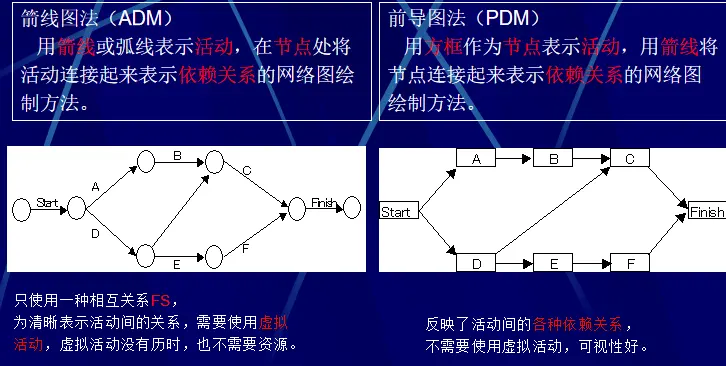 箭线图法（ADM）
用箭线或弧线表示活动，在节点处将
活动连接起来表示依赖关系的网络图绘
制方法。
前导图法（PDM）
用方框作为节点表示活动，用箭线将
节点连接起来表示依赖关系的网络图
绘制方法。
Start
A
B
C
D
E
F
Finish
Start
A
B
C
D
E
F
Finish
只使用一种相互关系FS，
为清晰表示活动间的关系，需要使用虚拟
活动，虚拟活动没有历时，也不需要资源。
反映了活动间的各种依赖关系，
不需要使用虚拟活动，可视性好。